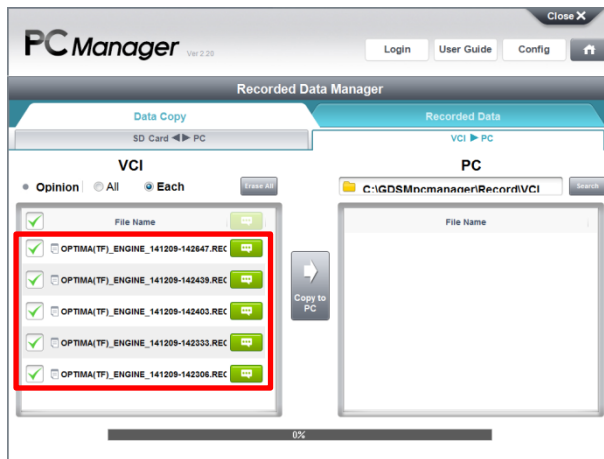 Close X
PC Manager Ver 2.20
Login User Guide Config
Recorded Data Manager
Data Copy Recorded Data
SD Card ◀▶ PC VCI ▶ PC
VCI PC
Opinion All Each Erase All C:\GDSMpcmanager\Record\VCI Search
File Name File Name
OPTIMA(TF)_ENGINE_141209-142647.REC
OPTIMA(TF)_ENGINE_141209-142439.REC
OPTIMA(TF)_ENGINE_141209-142403.REC
Copy to
PC
OPTIMA(TF)_ENGINE_141209-142333.REC
OPTIMA(TF)_ENGINE_141209-142306.REC
0%